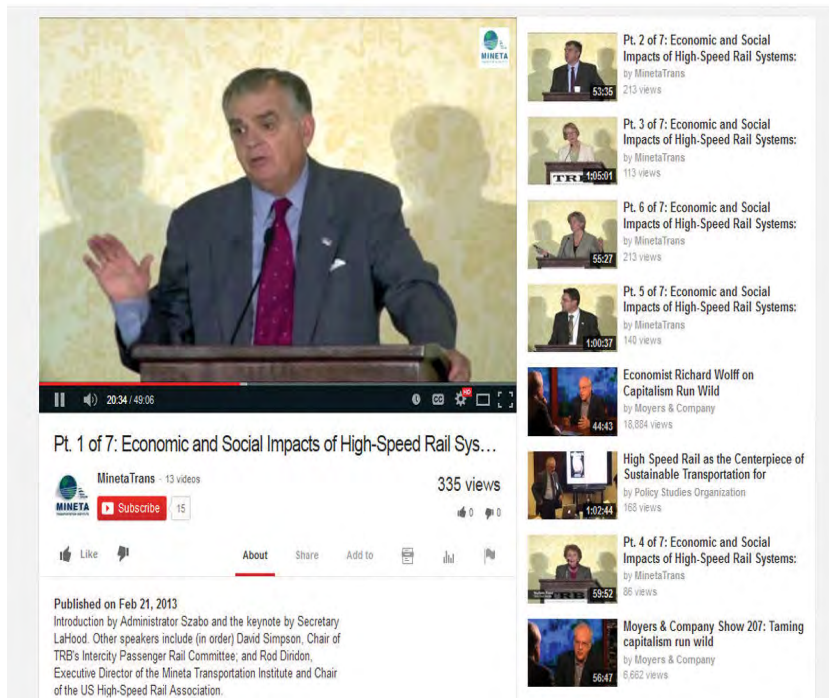 MINETA
20:34 / 49:06
CC
HD
Pt. 1 of 7: Economic and Social Impacts of High-Speed Rail Sys...
MinetaTrans · 13 videos
MINETA
Subscribe
15
335 views
0
0
Like
About
Share
Add to
Published on Feb 21, 2013
Introduction by Administrator Szabo and the keynote by Secretary
LaHood. Other speakers include (in order) David Simpson, Chair of
TRB's Intercity Passenger Rail Committee; and Rod Diridon,
Executive Director of the Mineta Transportation Institute and Chair
of the US High-Speed Rail Association.
53:35
Pt. 2 of 7: Economic and Social
Impacts of High-Speed Rail Systems:
by MinetaTrans
213 views
TR
1:05:01
Pt. 3 of 7: Economic and Social
Impacts of High-Speed Rail Systems:
by MinetaTrans
113 views
55:27
Pt. 6 of 7: Economic and Social
Impacts of High-Speed Rail Systems:
by MinetaTrans
213 views
1:00:37
Pt. 5 of 7: Economic and Social
Impacts of High-Speed Rail Systems:
by MinetaTrans
140 views
44:43
Economist Richard Wolff on
Capitalism Run Wild
by Moyers & Company
18,884 views
1:02:44
High Speed Rail as the Centerpiece of
Sustainable Transportation for
by Policy Studies Organization
168 views
TRB
59:52
Pt. 4 of 7: Economic and Social
Impacts of High-Speed Rail Systems:
by MinetaTrans
86 views
56:47
Moyers & Company Show 207: Taming
capitalism run wild
by Moyers & Company
6,662 views